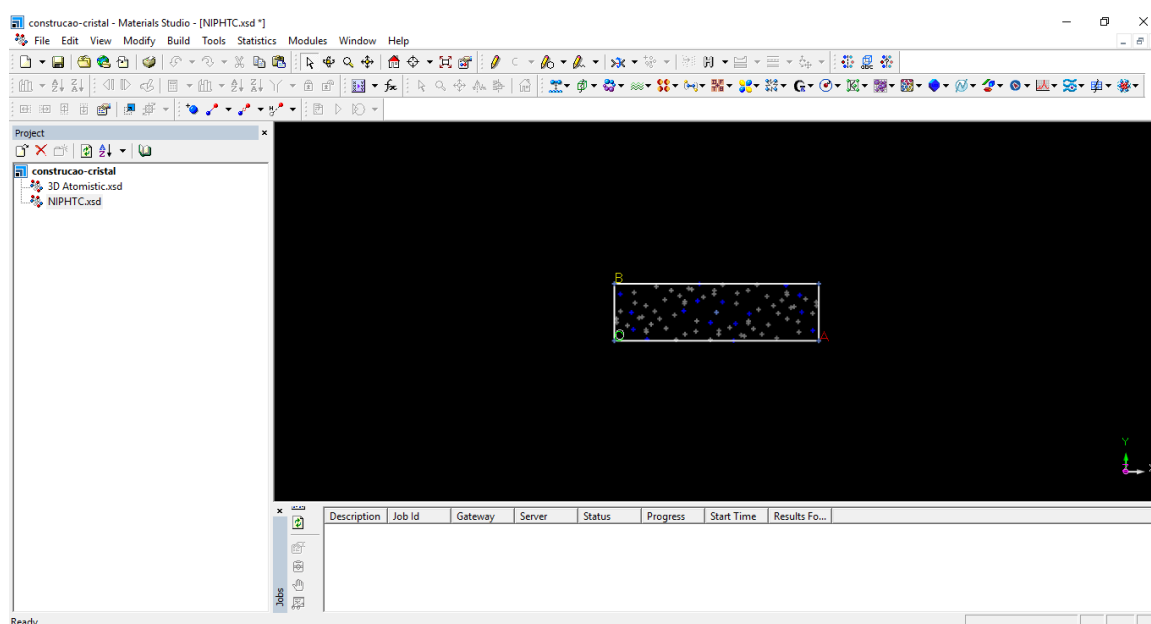 construcao-cristal - Materials Studio - [NIPHTC.xsd *]
File Edit View Modify Build Tools Statistics Modules Window Help
Project
construcao-cristal
3D Atomistic.xsd
NIPHTC.xsd
B
O
A
Y
Description Job Id Gateway Server Status Progress Start Time Results Fo...
Jobs
Ready